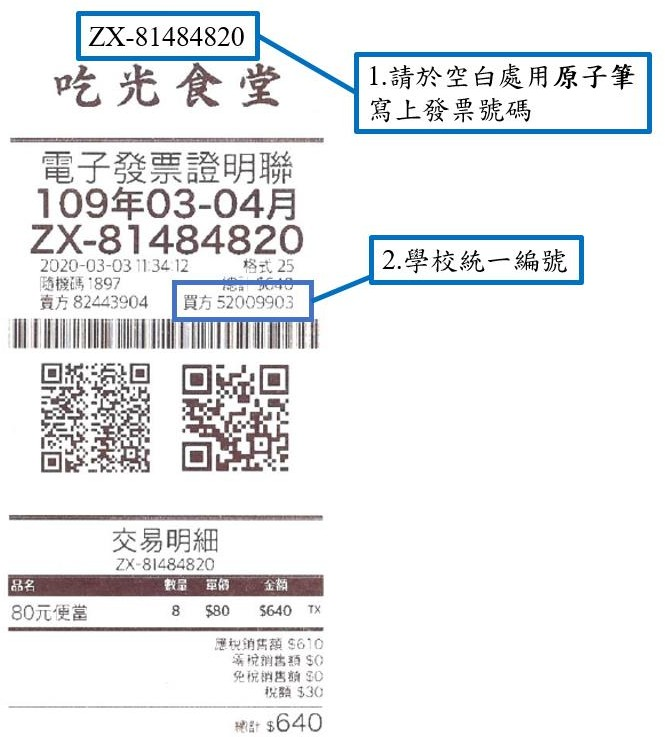 ZX-81484820
1.請於空白處用原子筆
寫上發票號碼
吃光食堂
電子發票證明聯
109年03-04月
ZX-81484820
2020-03-03 11:34:12 格式 25
隨機碼 1897 總計 $640
賣方 82443904 買方 52009903
2.學校統一編號
交易明細
ZX-81484820
品名 數量 單價 金額
80元便當 8 $80 $640 TX
應稅銷售額 $610
零稅銷售額 $0
免稅銷售額 $0
稅額 $30
總計 $640